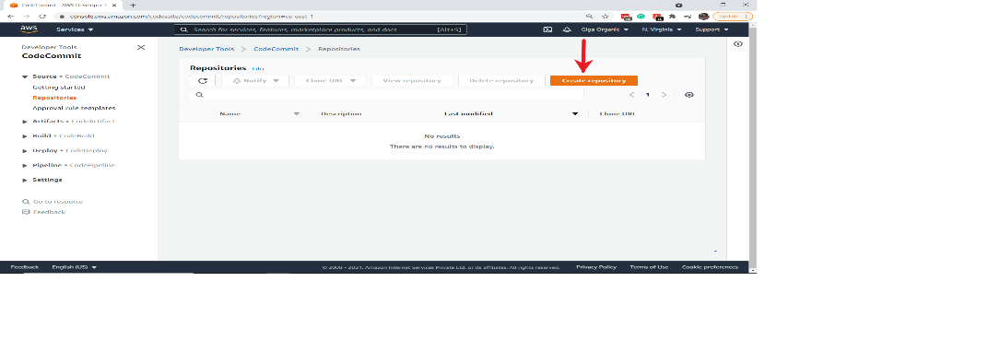 CodeCommit - AWS Developer T
Update
console.aws.amazon.com/codesuite/codecommit/repositories?region=us-east-1
aws
Services
Search for services, features, marketplace products, and docs
[Alt+S]
Giga Organic
N. Virginia
Support
Developer Tools
CodeCommit
Developer Tools > CodeCommit > Repositories
Repositories Info
Notify
Clone URL
View repository
Delete repository
Create repository
1
Name
Description
Last modified
Clone URL
No results
There are no results to display.
Source • CodeCommit
Getting started
Repositories
Approval rule templates
Artifacts • CodeArtifact
Build • CodeBuild
Deploy • CodeDeploy
Pipeline • CodePipeline
Settings
Go to resource
Feedback
Feedback
English (US)
© 2008 - 2021, Amazon Internet Services Private Ltd. or its affiliates. All rights reserved.
Privacy Policy
Terms of Use
Cookie preferences